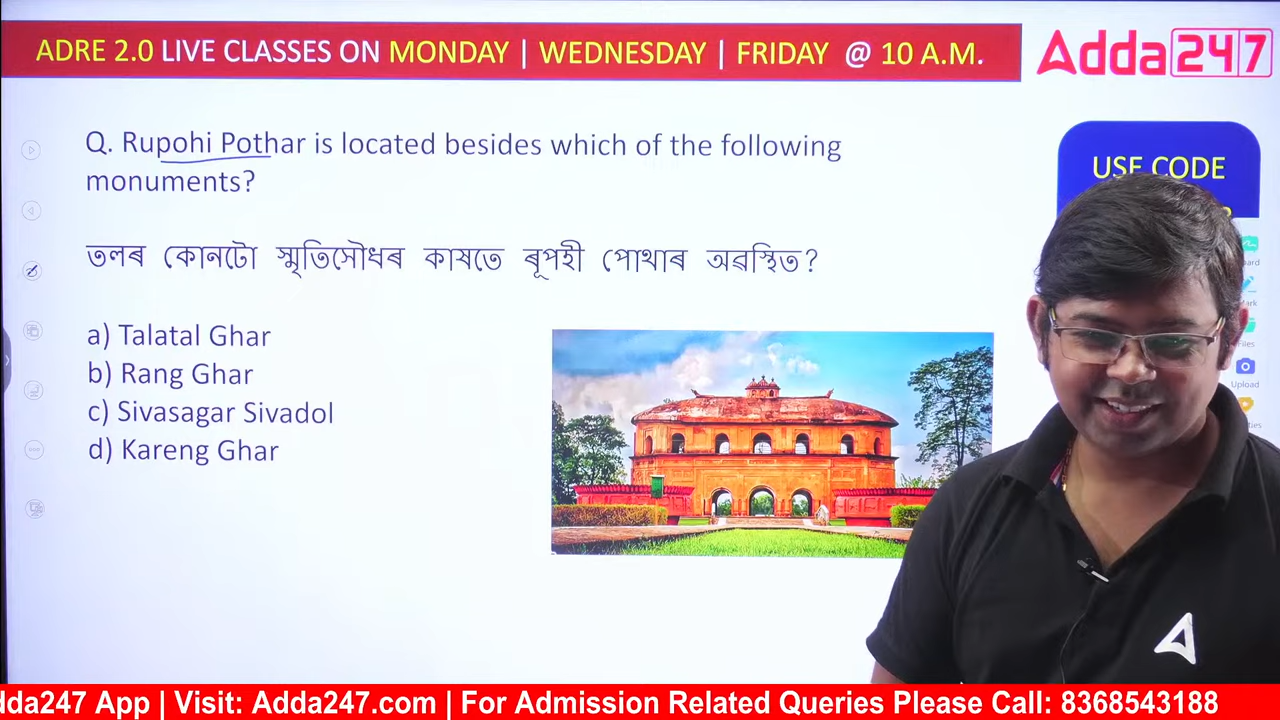 ADRE 2.0 LIVE CLASSES ON MONDAY | WEDNESDAY | FRIDAY @ 10 A.M.
Adda247
Q. Rupohi Pothar is located besides which of the following
monuments?
USE CODE
তলৰ কোনটো স্মৃতিসৌধৰ কাষতে ৰূপহী পোথাৰ অৱস্থিত?
a) Talatal Ghar
b) Rang Ghar
c) Sivasagar Sivadol
d) Kareng Ghar
Files
Upload
dda247 App | Visit: Adda247.com | For Admission Related Queries Please Call: 8368543188